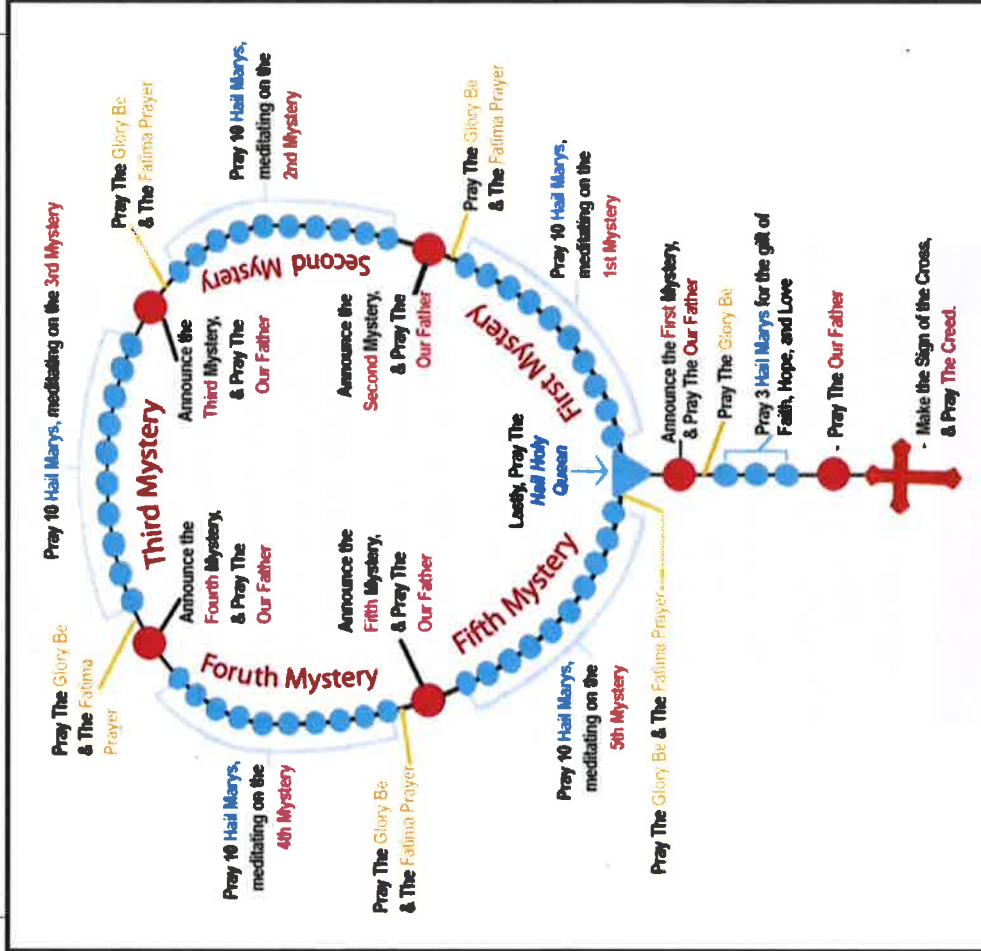 Pray 10 Hail Marys, meditating on the 3rd Mystery
Pray The Glory Be
& The Fatima
Prayer
Pray The Glory Be
& The Fatima Prayer
Third Mystery
Announce the
Fourth Mystery,
& Pray The
Our Father
Announce the
Third Mystery,
& Pray The
Our Father
Foruth Mystery
Second Mystery
Pray 10 Hail Marys,
meditating on the
4th Mystery
Pray 10 Hail Marys,
meditating on the
2nd Mystery
Announce the
Fifth Mystery,
& Pray The
Our Father
Announce the
Second Mystery,
& Pray The
Our Father
Pray The Glory Be
& The Fatima Prayer
Pray The Glory Be
& The Fatima Prayer
Fifth Mystery
First Mystery
Lastly, Pray The
Hail Holy
Queen
Pray 10 Hail Marys,
meditating on the
5th Mystery
Pray 10 Hail Marys,
meditating on the
1st Mystery
Pray The Glory Be & The Fatima Prayer
Announce the First Mystery,
& Pray The Our Father
Pray The Glory Be
Pray 3 Hail Marys for the gift of
Faith, Hope, and Love
- Pray The Our Father
- Make the Sign of the Cross,
& Pray The Creed.